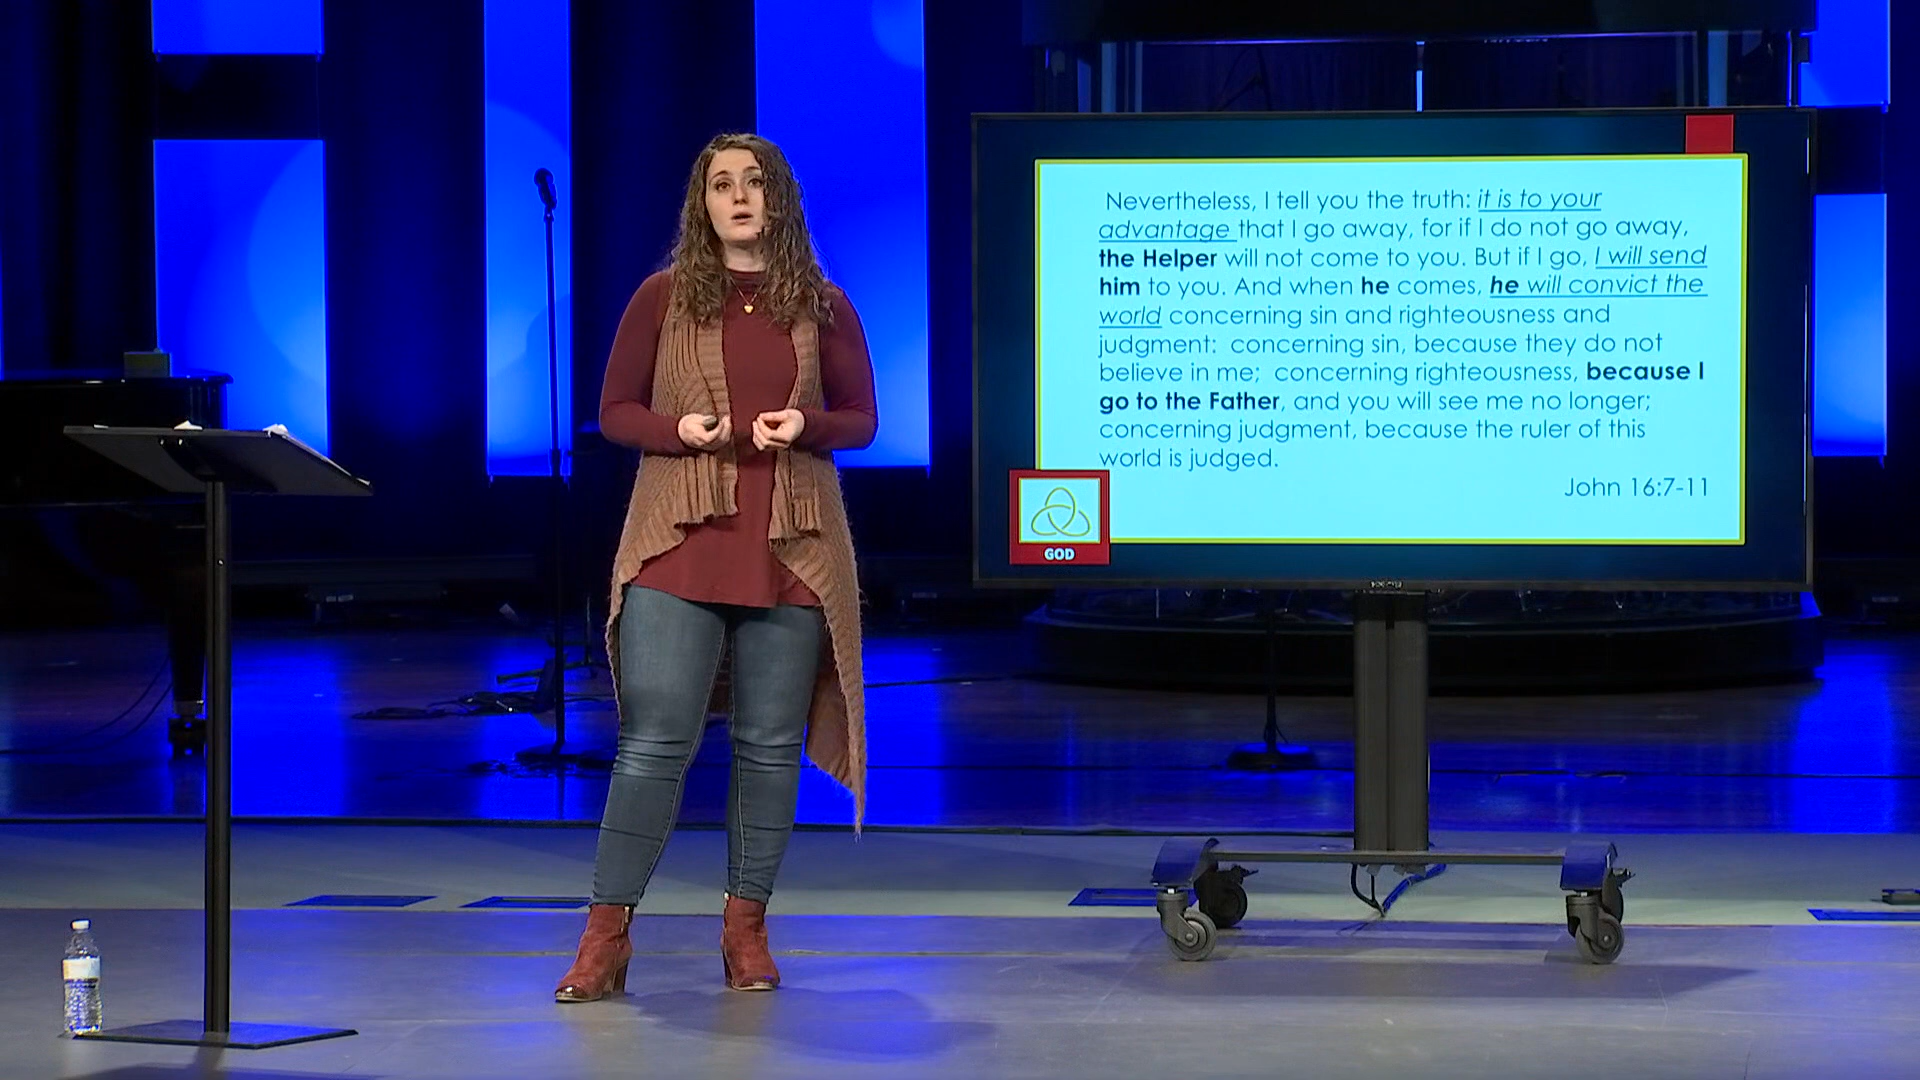 Nevertheless, I tell you the truth: it is to your
advantage that I go away, for if I do not go away,
the Helper will not come to you. But if I go, I will send
him to you. And when he comes, he will convict the
world concerning sin and righteousness and
judgment:  concerning sin, because they do not
believe in me;  concerning righteousness, because I
go to the Father, and you will see me no longer;
concerning judgment, because the ruler of this
world is judged.
John 16:7-11
GOD